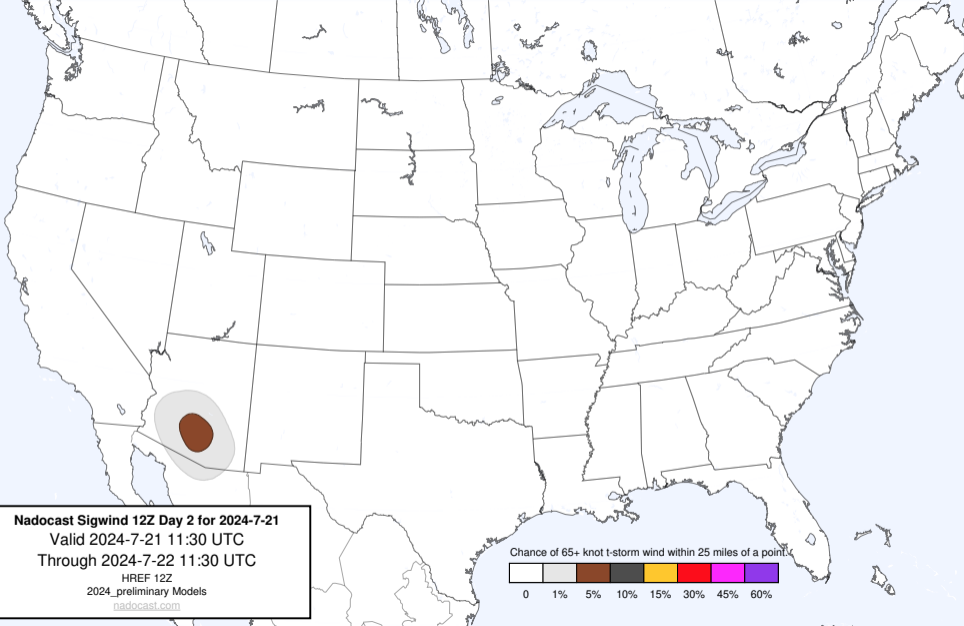 Nadocast Sigwind 12Z Day 2 for 2024-7-21
Valid 2024-7-21 11:30 UTC
Through 2024-7-22 11:30 UTC
HREF 12Z
2024_preliminary Models
nadocast.com
Chance of 65+ knot t-storm wind within 25 miles of a point.
0 1% 5% 10% 15% 30% 45% 60%